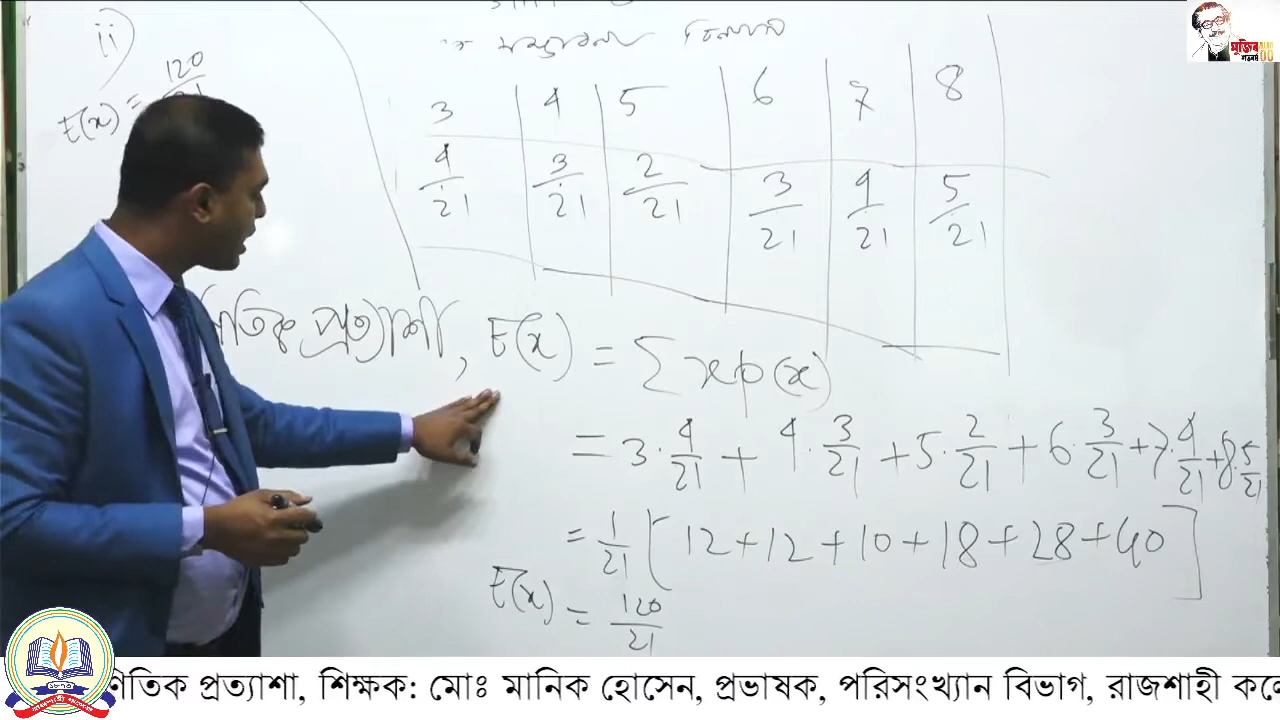 ii)
E(x) = 120/21
সম্ভাবনা বিন্যাস
3 | 4 | 5 | 6 | 7 | 8
4/21 | 3/21 | 2/21 | 3/21 | 4/21 | 5/21
প্রত্যাশা, E(x) = Σxp(x)
= 3·4/21 + 4·3/21 + 5·2/21 + 6·3/21 + 7·4/21 + 8·5/21
= 1/21 [12+12+10+18+28+40]
E(x) = 120/21
ণিতিক প্রত্যাশা, শিক্ষক: মোঃ মানিক হোসেন, প্রভাষক, পরিসংখ্যান বিভাগ, রাজশাহী কলে
মুজিব